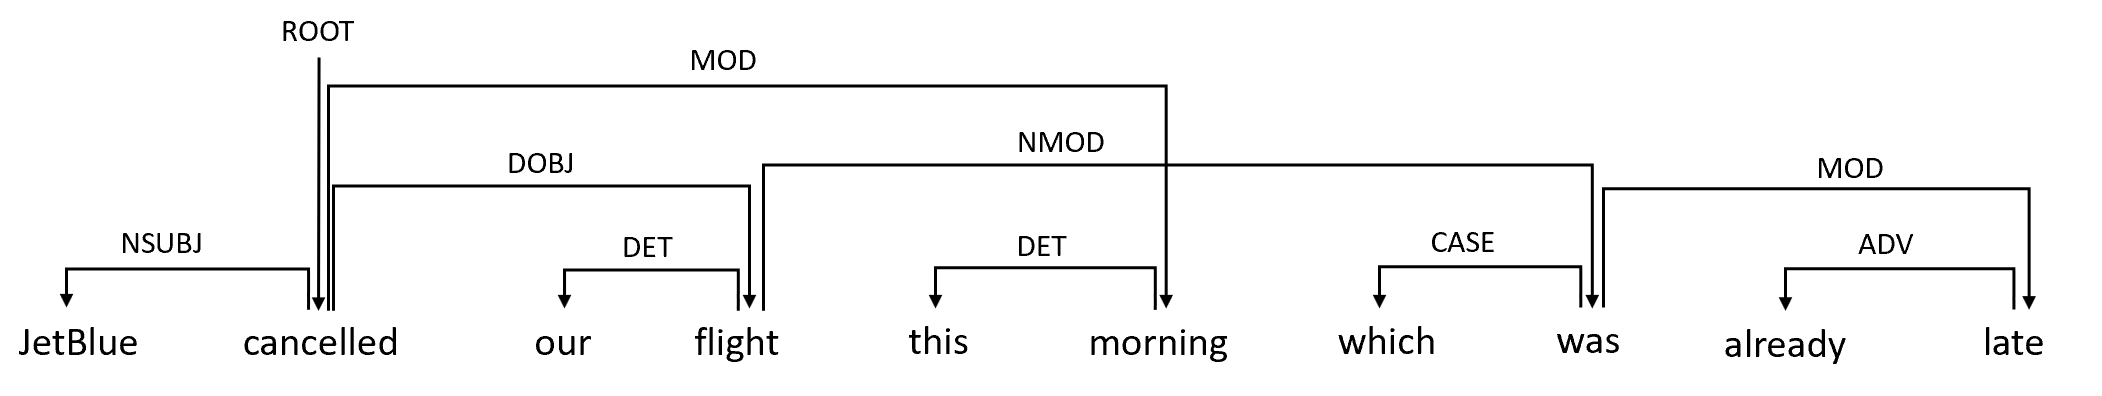 ROOT
MOD
NMOD
DOBJ
MOD
NSUBJ
DET
DET
CASE
ADV
JetBlue cancelled our flight this morning which was already late